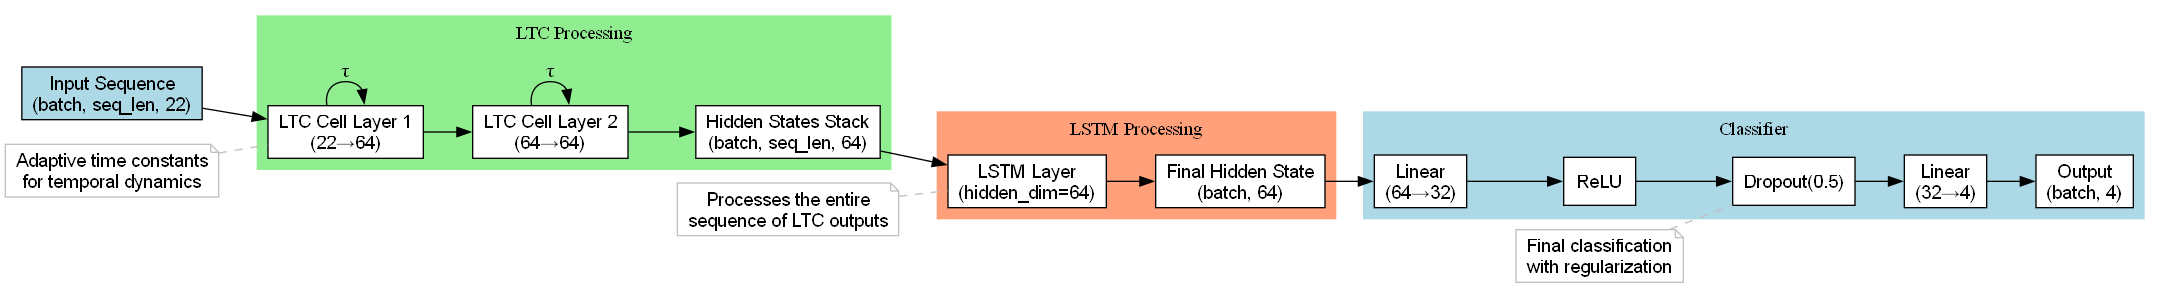 LTC Processing
Input Sequence
(batch, seq_len, 22)
τ
τ
LTC Cell Layer 1
(22→64)
LTC Cell Layer 2
(64→64)
Hidden States Stack
(batch, seq_len, 64)
Adaptive time constants
for temporal dynamics
LSTM Processing
LSTM Layer
(hidden_dim=64)
Final Hidden State
(batch, 64)
Processes the entire
sequence of LTC outputs
Classifier
Linear
(64→32)
ReLU
Dropout(0.5)
Linear
(32→4)
Output
(batch, 4)
Final classification
with regularization